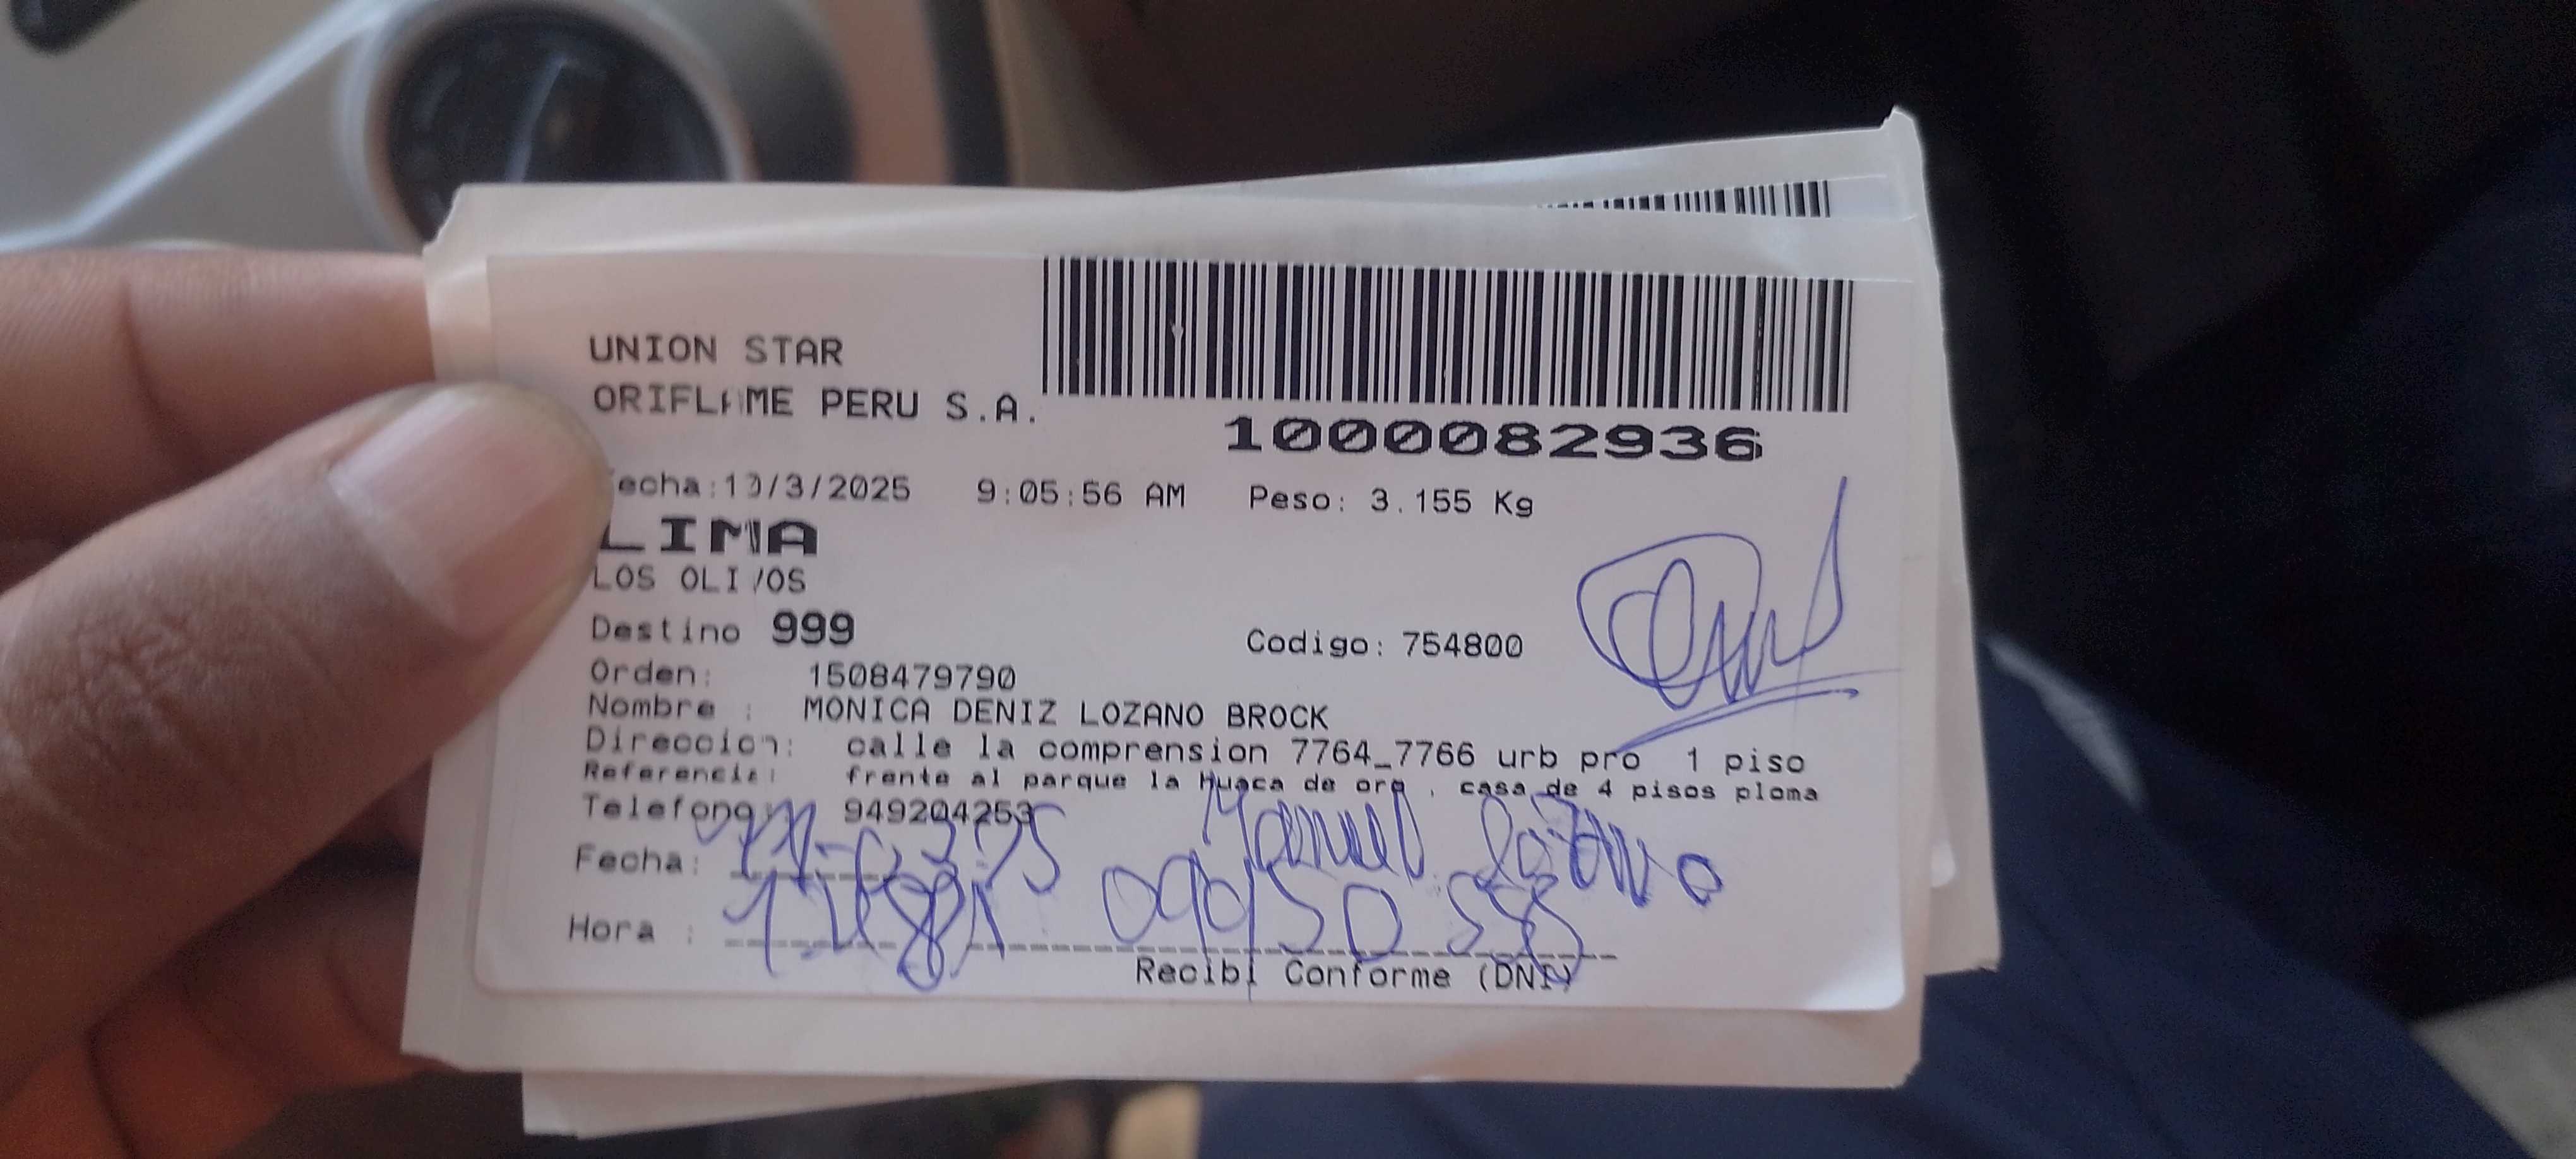 UNION STAR
ORIFLAME PERU S.A.
1000082936
Fecha:10/3/2025 9:05:56 AM Peso: 3.155 Kg
LIMA
LOS OLIVOS
Destino 999 Codigo: 754800
Orden: 1508479790
Nombre : MONICA DENIZ LOZANO BROCK
Direccion: calle la comprension 7764_7766 urb pro 1 piso
Referencia: frente al parque la Huaca de oro , casa de 4 pisos ploma
Telefono: 949204253
Manuel Lozano
Fecha:
Hora :
Recibi Conforme (DNI)